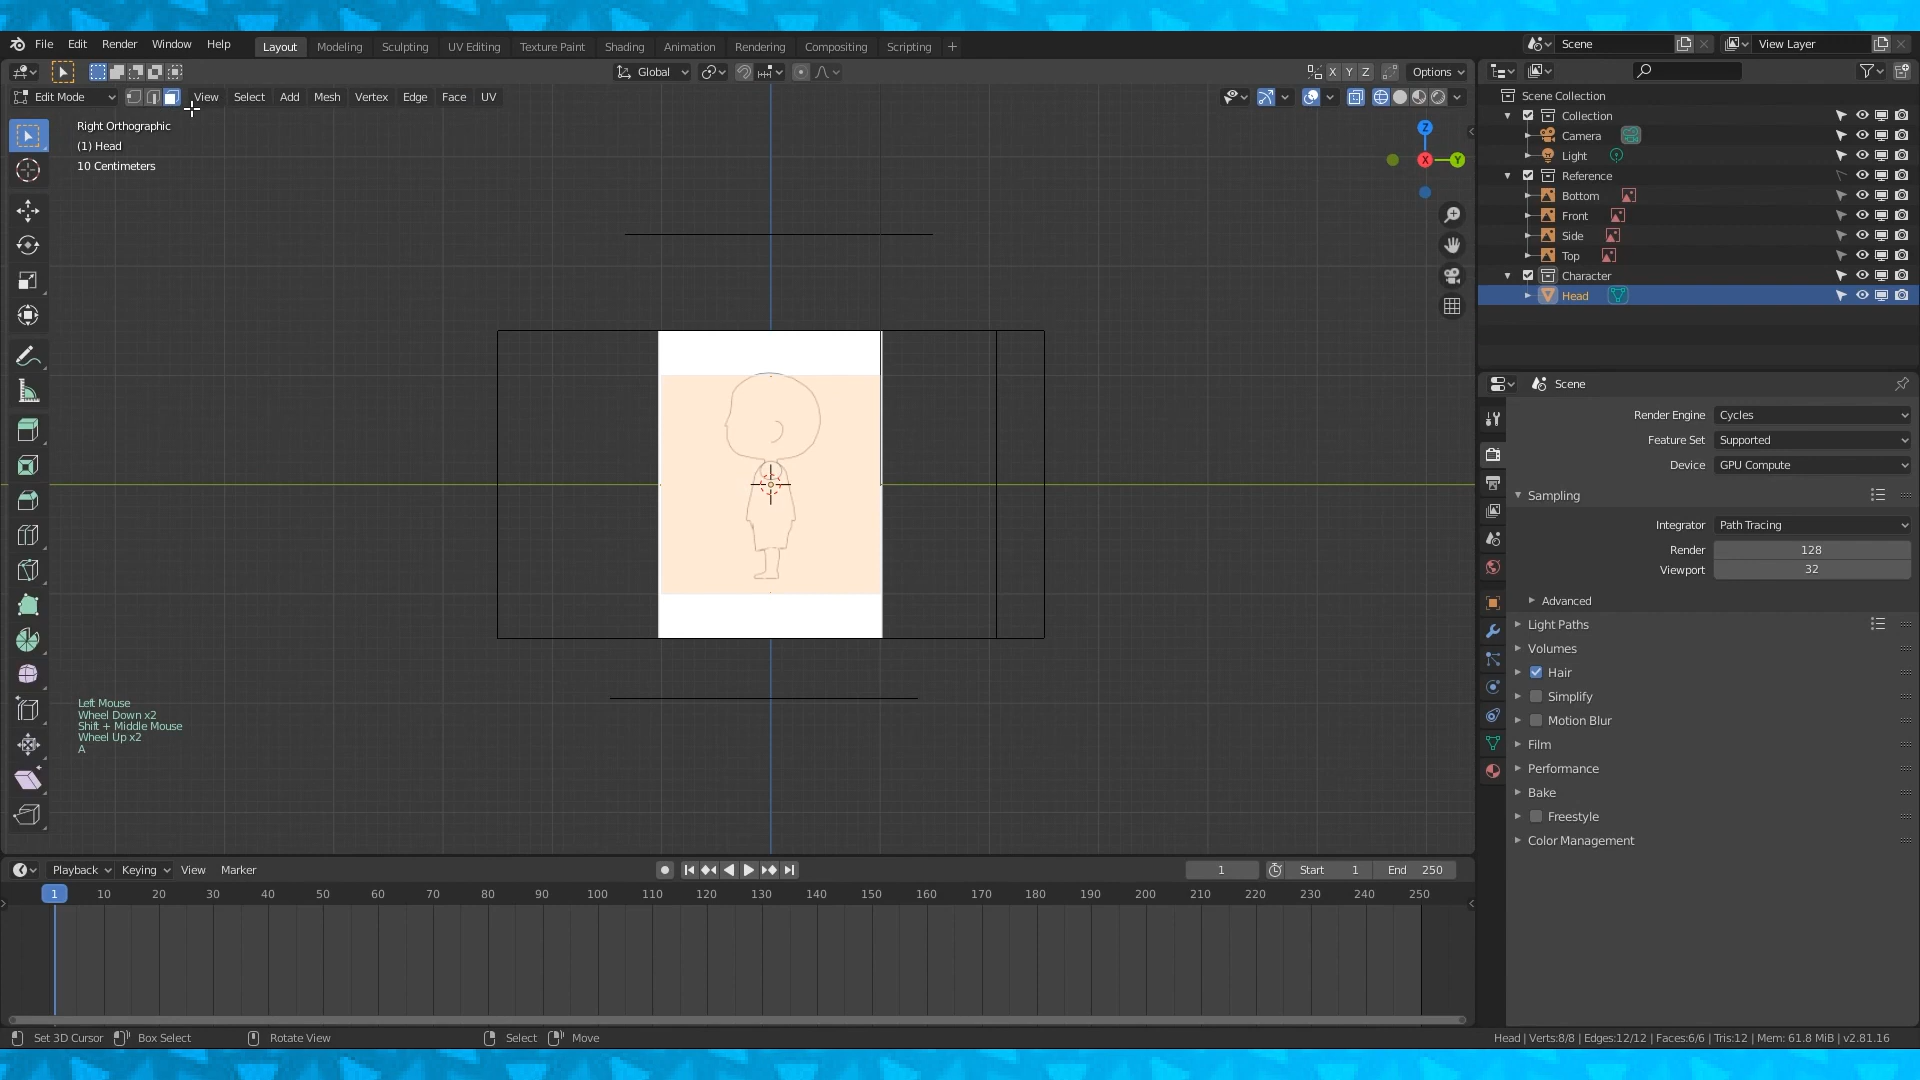 File Edit Render Window Help Layout Modeling Sculpting UV Editing Texture Paint Shading Animation Rendering Compositing Scripting + Scene View Layer
Global X Y Z Options
Edit Mode View Select Add Mesh Vertex Edge Face UV
Right Orthographic
(1) Head
10 Centimeters
Z
X
Y
Left Mouse
Wheel Down x2
Shift + Middle Mouse
Wheel Up x2
A
Scene Collection
Collection
Camera
Light
Reference
Bottom
Front
Side
Top
Character
Head
Scene
Render Engine Cycles
Feature Set Supported
Device GPU Compute
Sampling
Integrator Path Tracing
Render 128
Viewport 32
Advanced
Light Paths
Volumes
Hair
Simplify
Motion Blur
Film
Performance
Bake
Freestyle
Color Management
Playback Keying View Marker 1 Start 1 End 250
1 10 20 30 40 50 60 70 80 90 100 110 120 130 140 150 160 170 180 190 200 210 220 230 240 250
Set 3D Cursor Box Select Rotate View Select Move Head | Verts:8/8 | Edges:12/12 | Faces:6/6 | Tris:12 | Mem: 61.8 MiB | v2.81.16